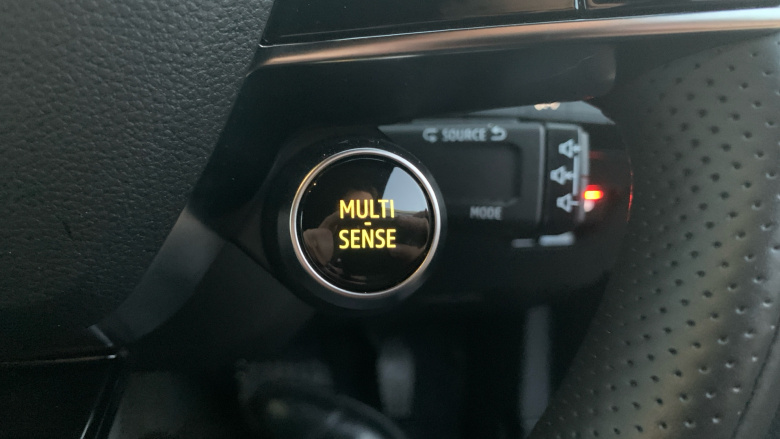 SOURCE
MULTI
-
SENSE
MODE